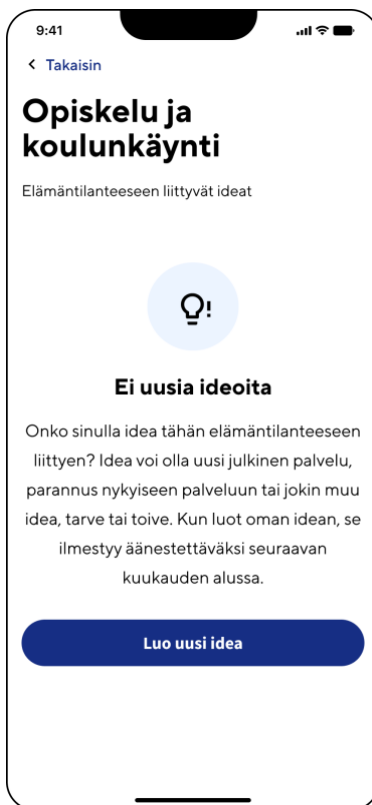 9:41
Takaisin
Opiskelu ja
koulunkäynti
Elämäntilanteeseen liittyvät ideat
Ei uusia ideoita
Onko sinulla idea tähän elämäntilanteeseen
liittyen? Idea voi olla uusi julkinen palvelu,
parannus nykyiseen palveluun tai jokin muu
idea, tarve tai toive. Kun luot oman idean, se
ilmestyy äänestettäväksi seuraavan
kuukauden alussa.
Luo uusi idea